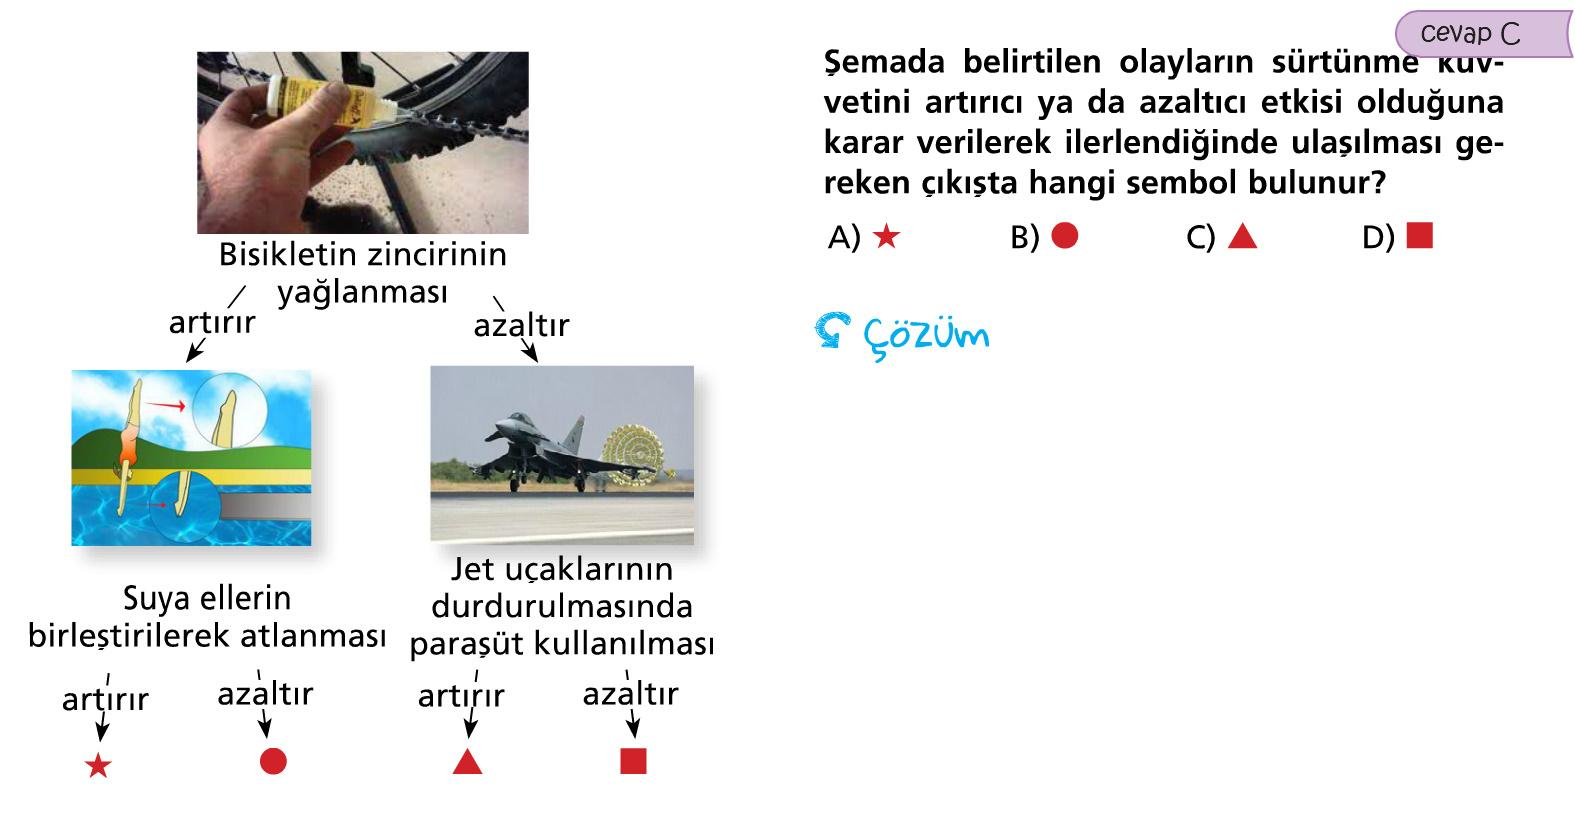 Bisikletin zincirinin
yağlanması
artırır
azaltır
Suya ellerin
birleştirilerek atlanması
Jet uçaklarının
durdurulmasında
paraşüt kullanılması
artırır
azaltır
artırır
azaltır
cevap C
Şemada belirtilen olayların sürtünme kuv-
vetini artırıcı ya da azaltıcı etkisi olduğuna
karar verilerek ilerlendiğinde ulaşılması ge-
reken çıkışta hangi sembol bulunur?
A) ★ B) ● C) ▲ D) ■
Çözüm